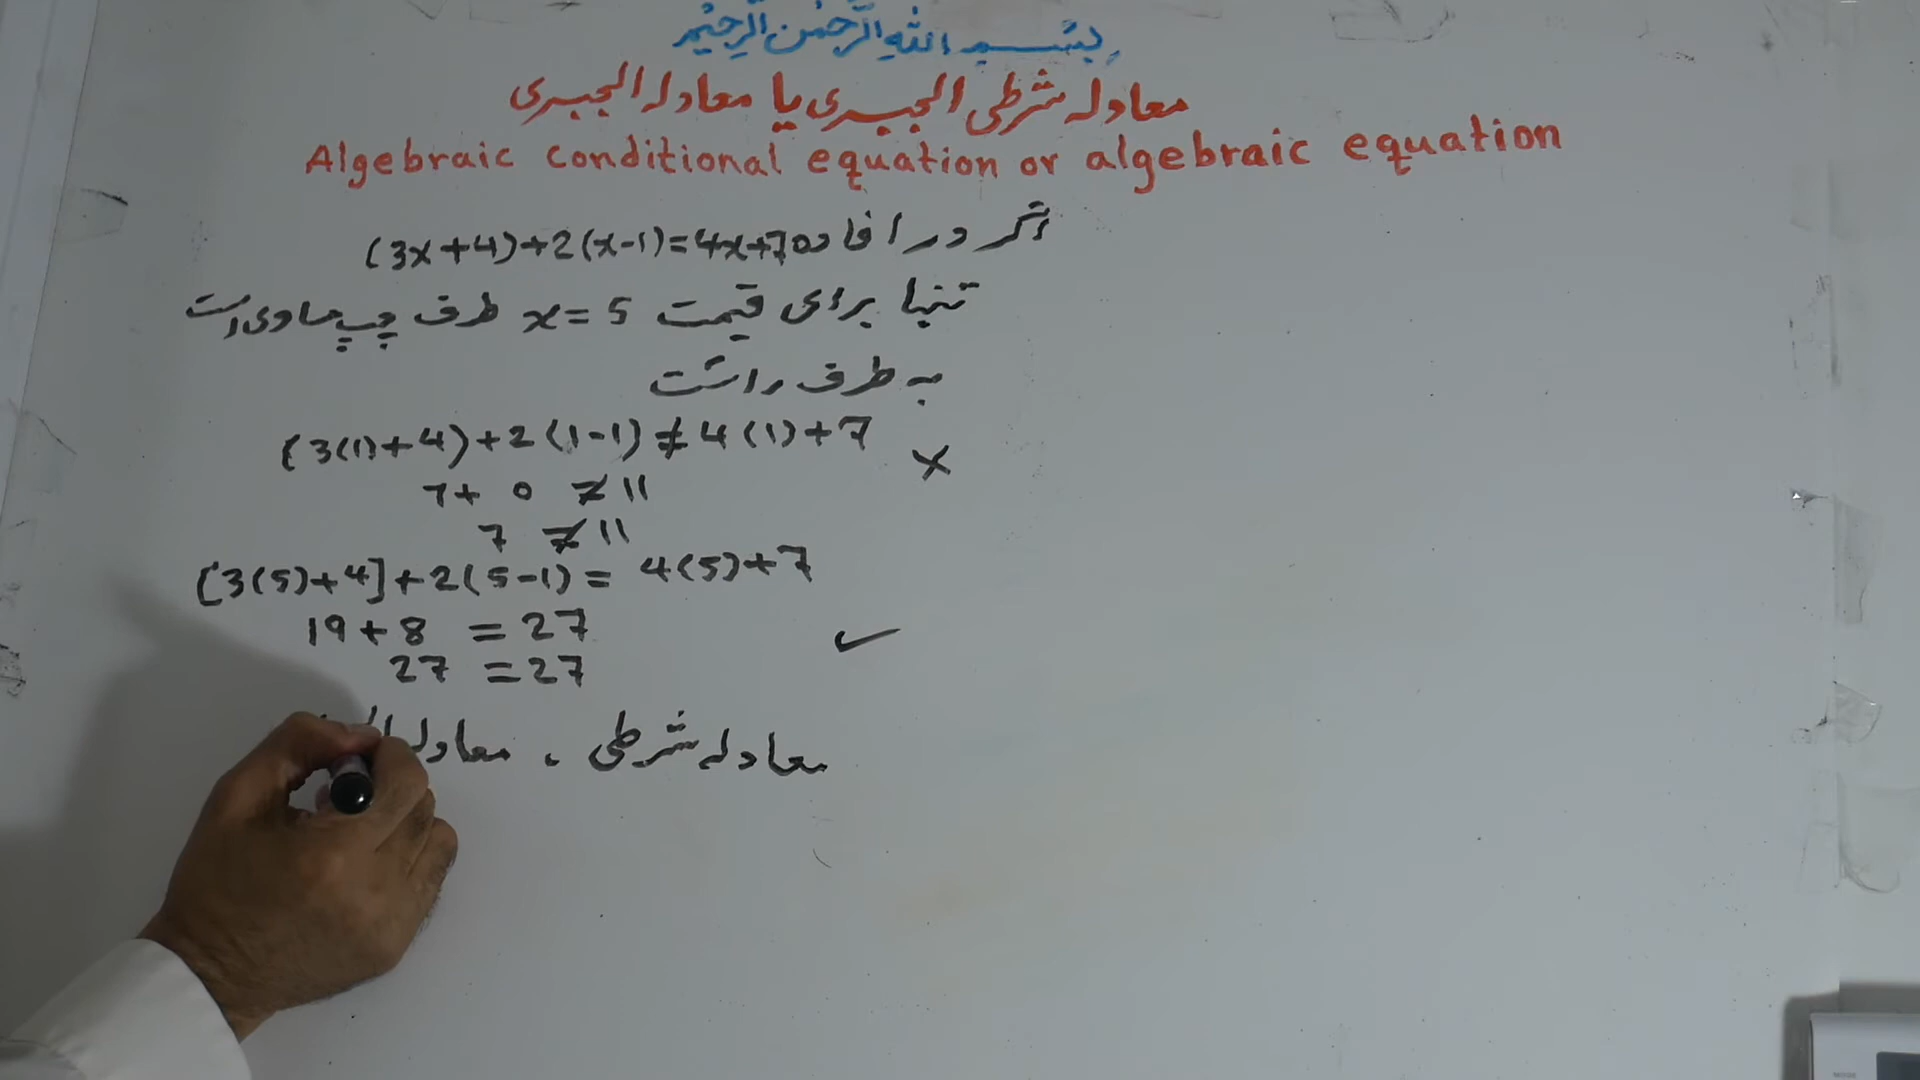 بِسْمِ اللهِ الرَّحْمٰنِ الرَّحِيْمِ
معادله شرطی الجبری یا معادله الجبری
Algebraic conditional equation or algebraic equation
اگر در افاده (3x+4)+2(x-1)=4x+7
تنها برای قیمت x=5 طرف چپ مساوی است
به طرف راست
(3(1)+4)+2(1-1)≠4(1)+7 ×
7+0 ≠ 11
7 ≠ 11
[3(5)+4]+2(5-1)=4(5)+7
19+8 = 27 ✓
27 = 27
معادله شرطی ، معادله